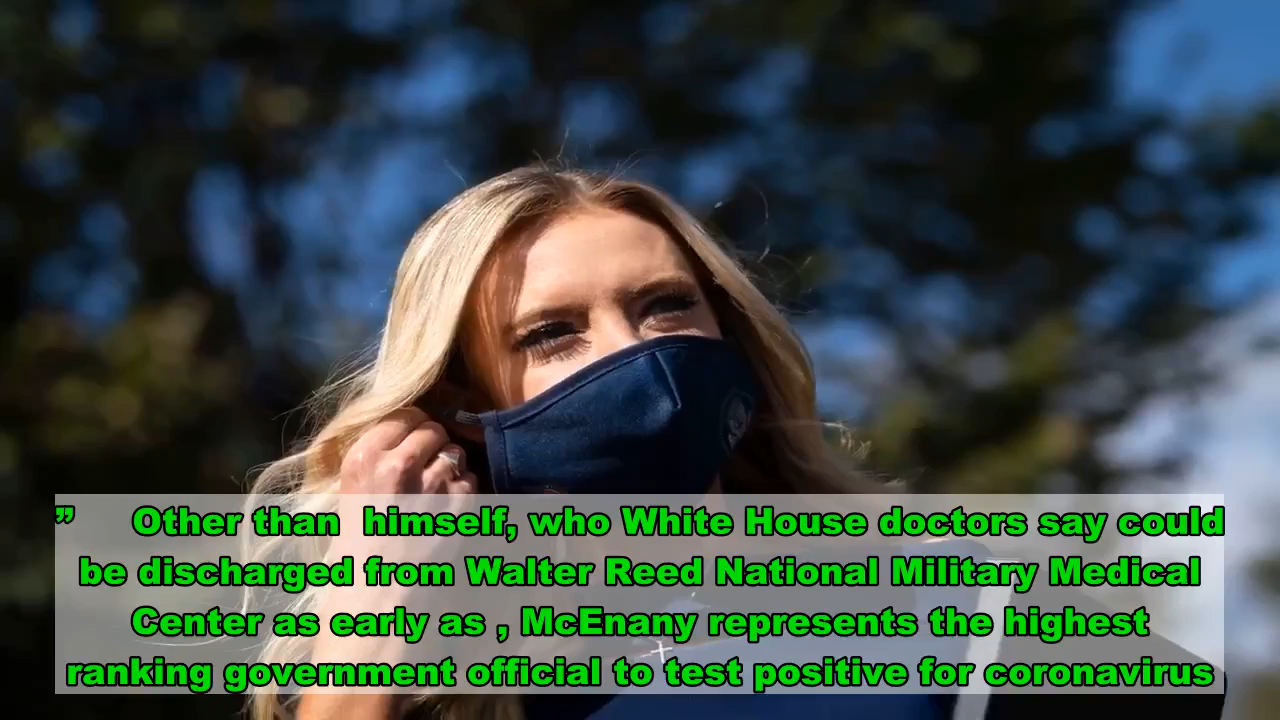 ” Other than himself, who White House doctors say could
be discharged from Walter Reed National Military Medical
Center as early as , McEnany represents the highest
ranking government official to test positive for coronavirus